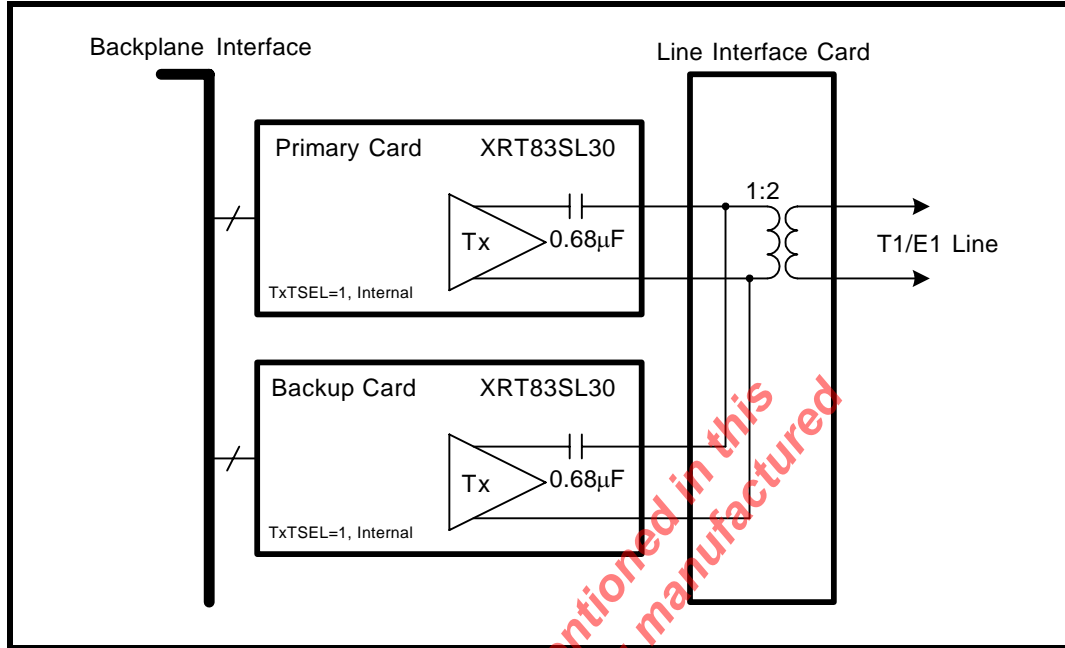 Backplane Interface
Line Interface Card
Primary Card XRT83SL30
1:2
Tx
0.68μF
T1/E1 Line
TxTSEL=1, Internal
Backup Card XRT83SL30
Tx
0.68μF
TxTSEL=1, Internal
mentioned in this
manufactured